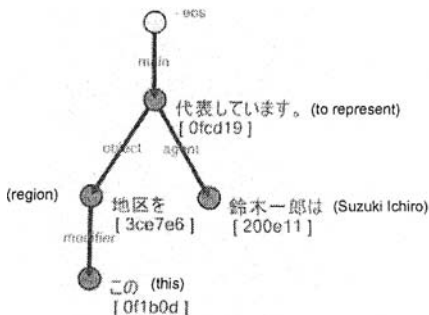 - eos
main
代表しています。 (to represent)
[ 0fcd19 ]
object
agent
(region)
地区を
[ 3ce7e6 ]
鈴木一郎は (Suzuki Ichiro)
[ 200e11 ]
modifier
この (this)
[ 0f1b0d ]